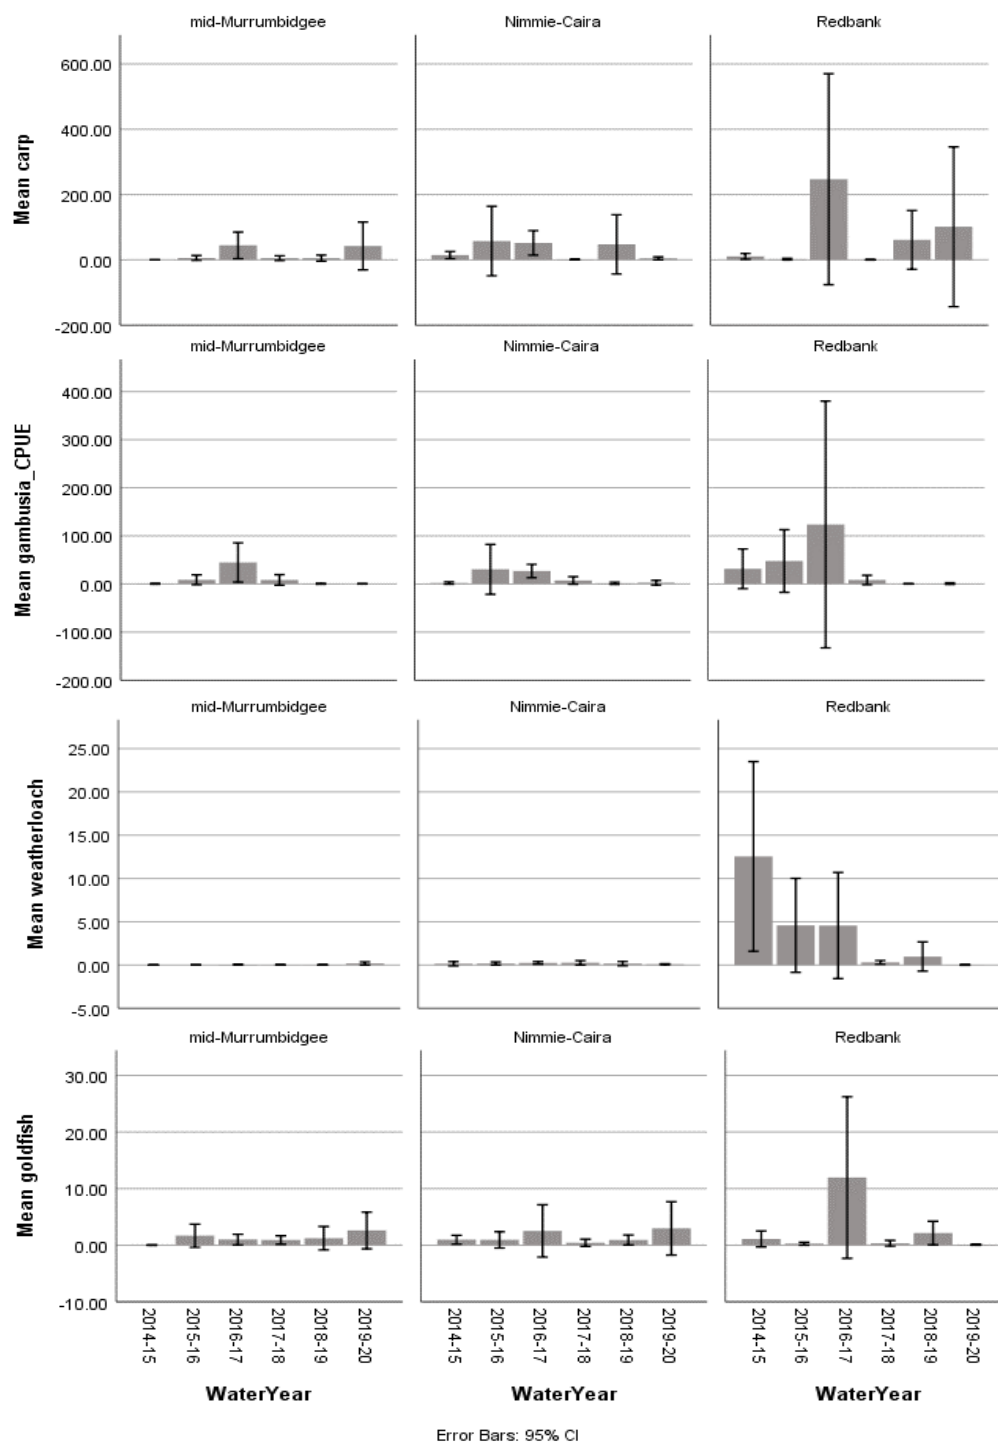 mid-Murrumbidgee Nimmie-Caira Redbank
Mean carp
600.00
400.00
200.00
0.00
-200.00
mid-Murrumbidgee Nimmie-Caira Redbank
Mean gambusia_CPUE
400.00
300.00
200.00
100.00
0.00
-100.00
-200.00
mid-Murrumbidgee Nimmie-Caira Redbank
Mean weatherloach
25.00
20.00
15.00
10.00
5.00
0.00
-5.00
mid-Murrumbidgee Nimmie-Caira Redbank
Mean goldfish
30.00
20.00
10.00
0.00
-10.00
2014-15 2015-16 2016-17 2017-18 2018-19 2019-20 2014-15 2015-16 2016-17 2017-18 2018-19 2019-20 2014-15 2015-16 2016-17 2017-18 2018-19 2019-20
WaterYear WaterYear WaterYear
Error Bars: 95% CI